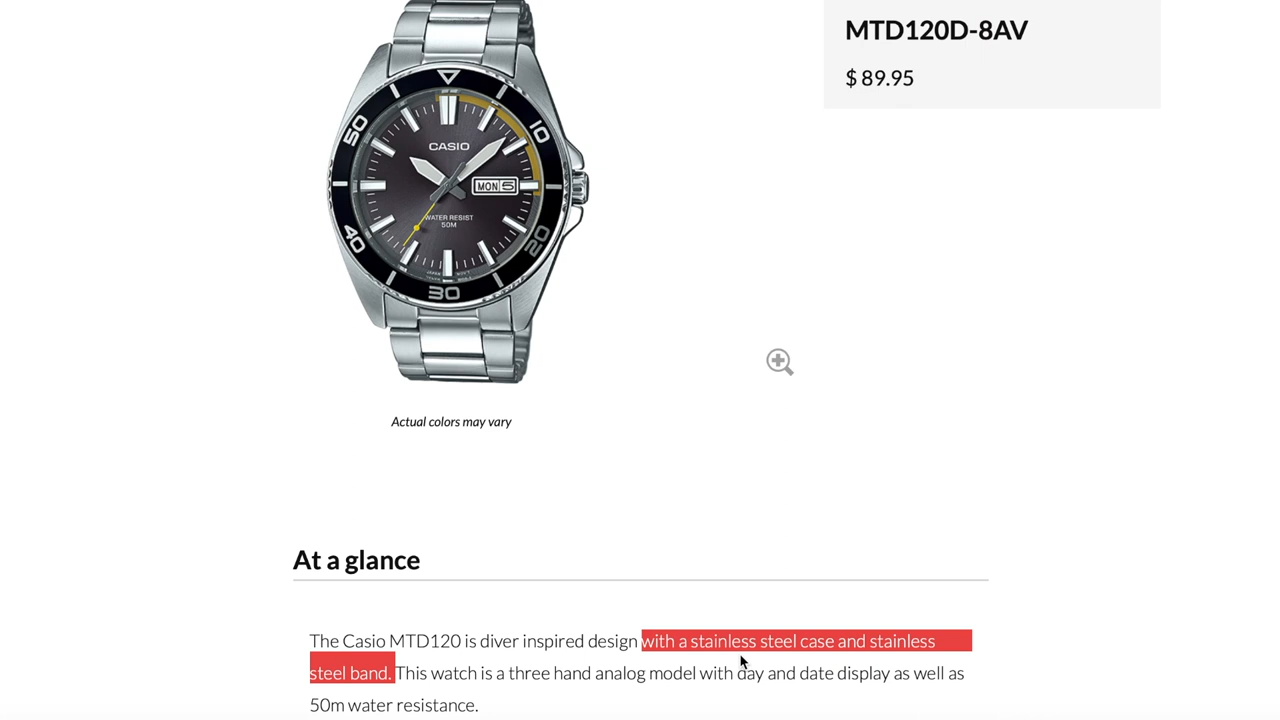 MTD120D-8AV
$ 89.95
50
10
CASIO
MON 5
WATER RESIST
50M
40
20
30
Actual colors may vary
At a glance
The Casio MTD120 is diver inspired design with a stainless steel case and stainless
steel band. This watch is a three hand analog model with day and date display as well as
50m water resistance.